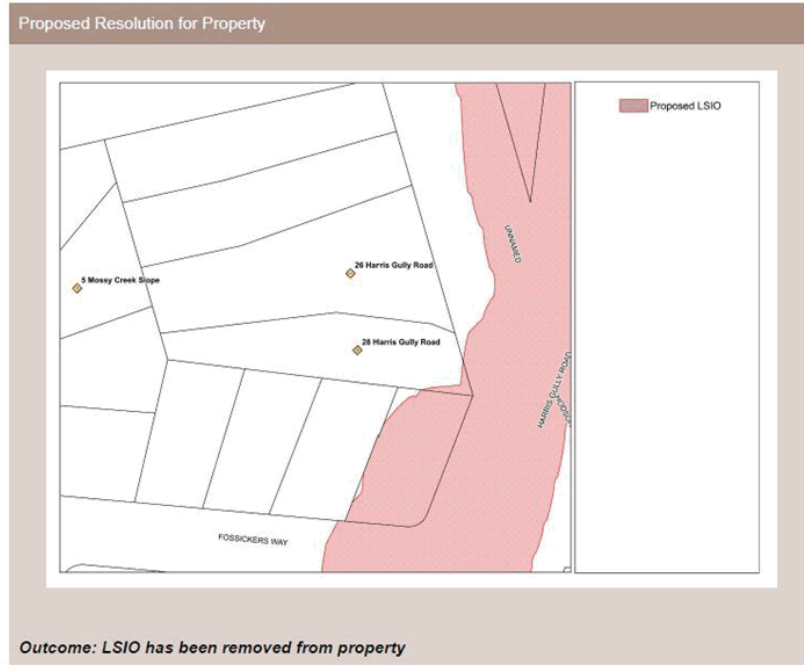 Proposed Resolution for Property
Proposed LSIO
UNNAMED
26 Harris Gully Road
5 Mossy Creek Slope
28 Harris Gully Road
HARRIS GULLY ROAD
FOSSICKERS WAY
Outcome: LSIO has been removed from property